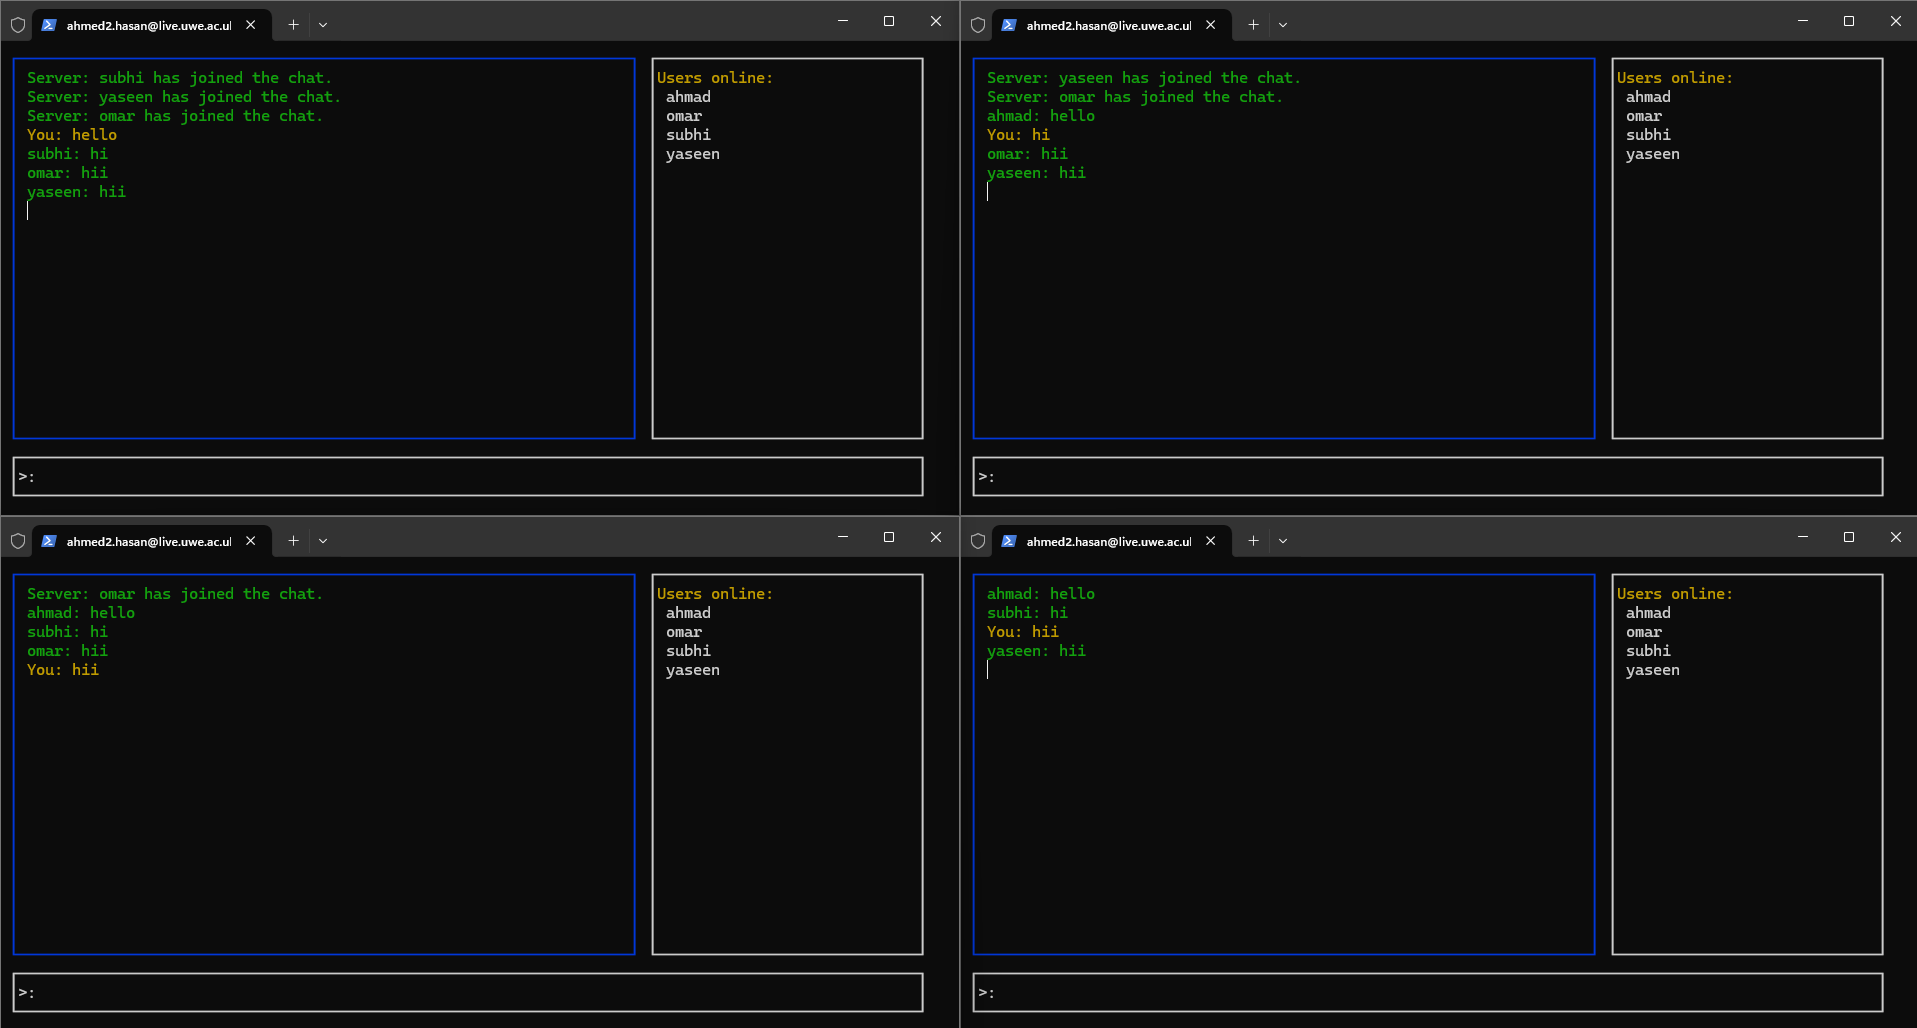 ahmed2.hasan@live.uwe.ac.ul
Server: subhi has joined the chat.
Server: yaseen has joined the chat.
Server: omar has joined the chat.
You: hello
subhi: hi
omar: hii
yaseen: hii
Users online:
ahmad
omar
subhi
yaseen
>:
ahmed2.hasan@live.uwe.ac.ul
Server: yaseen has joined the chat.
Server: omar has joined the chat.
ahmad: hello
You: hi
omar: hii
yaseen: hii
Users online:
ahmad
omar
subhi
yaseen
>:
ahmed2.hasan@live.uwe.ac.ul
Server: omar has joined the chat.
ahmad: hello
subhi: hi
omar: hii
You: hii
Users online:
ahmad
omar
subhi
yaseen
>:
ahmed2.hasan@live.uwe.ac.ul
ahmad: hello
subhi: hi
You: hii
yaseen: hii
Users online:
ahmad
omar
subhi
yaseen
>: